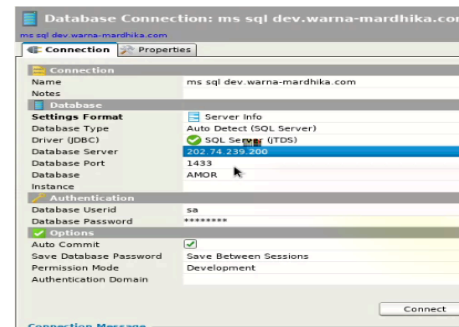 Database Connection: ms sql dev.warna-mardhika.com
ms sql dev.warna-mardhika.com
Connection Properties
Connection
Name ms sql dev.warna-mardhika.com
Notes
Database
Settings Format Server Info
Database Type Auto Detect (SQL Server)
Driver (JDBC) SQL Server (jTDS)
Database Server 202.74.239.200
Database Port 1433
Database AMOR
Instance
Authentication
Database Userid sa
Database Password ********
Options
Auto Commit
Save Database Password Save Between Sessions
Permission Mode Development
Authentication Domain
Connect
Connection Message